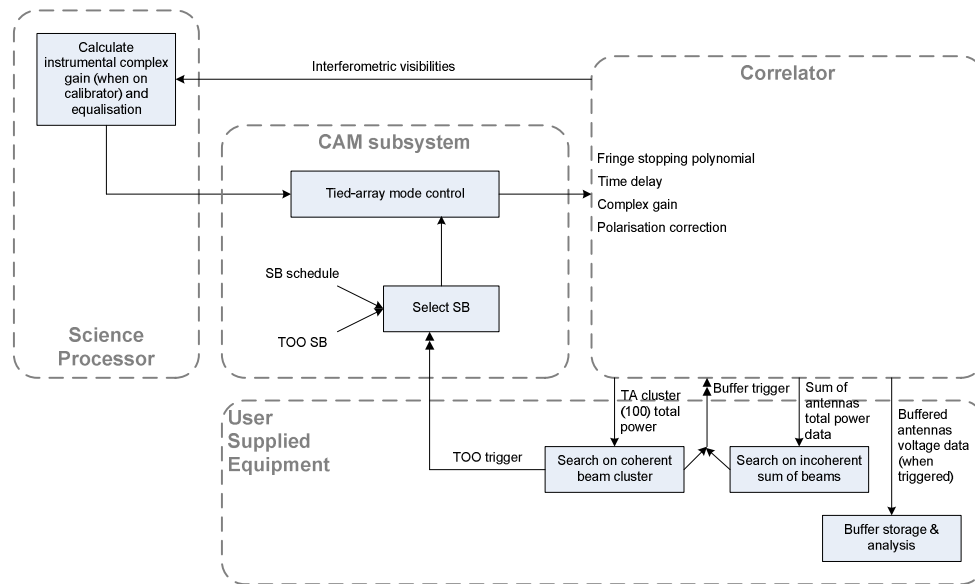 Calculate
instrumental complex
gain (when on
calibrator) and
equalisation
Interferometric visibilities
Correlator
CAM subsystem
Fringe stopping polynomial
Time delay
Complex gain
Polarisation correction
Tied-array mode control
SB schedule
Select SB
TOO SB
Science
Processor
User
Supplied
Equipment
TA cluster
(100) total
power
Buffer trigger
Sum of
antennas
total power
data
Buffered
antennas
voltage data
(when
triggered)
TOO trigger
Search on coherent
beam cluster
Search on incoherent
sum of beams
Buffer storage &
analysis